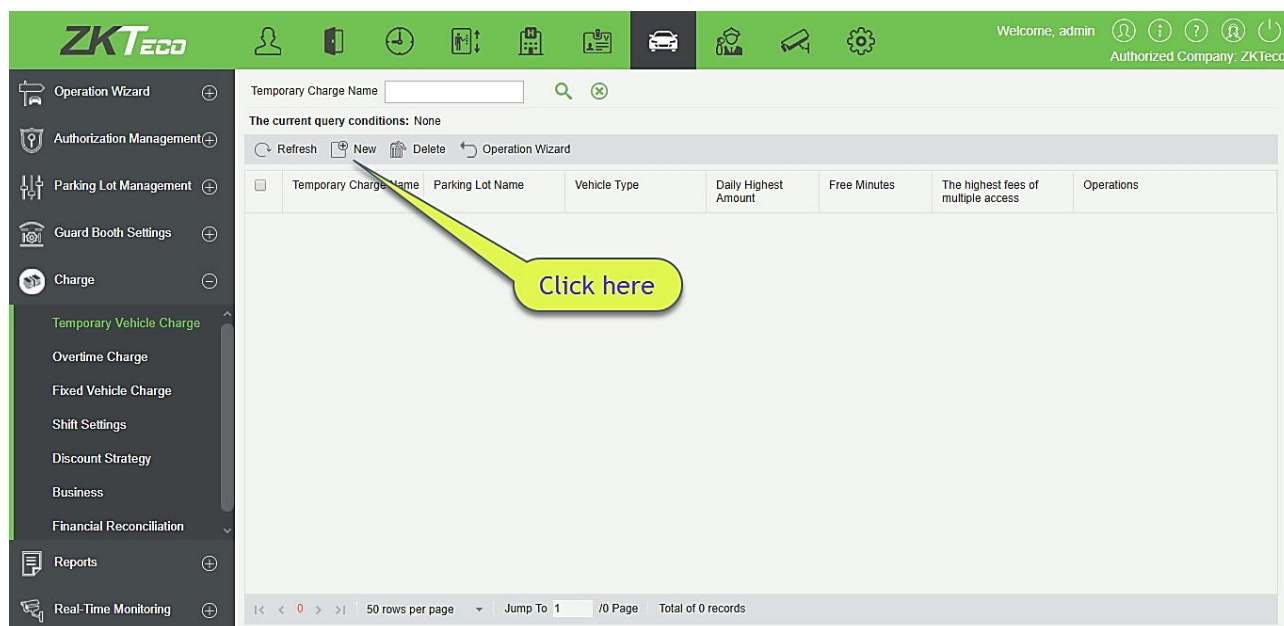 ZKTECO
Welcome, admin
Authorized Company: ZKTeco
Operation Wizard
Authorization Management
Parking Lot Management
Guard Booth Settings
Charge
Temporary Vehicle Charge
Overtime Charge
Fixed Vehicle Charge
Shift Settings
Discount Strategy
Business
Financial Reconciliation
Reports
Real-Time Monitoring
Temporary Charge Name
The current query conditions: None
Refresh New Delete Operation Wizard
Temporary Charge Name Parking Lot Name Vehicle Type Daily Highest Amount Free Minutes The highest fees of multiple access Operations
Click here
0 50 rows per page Jump To 1 /0 Page Total of 0 records